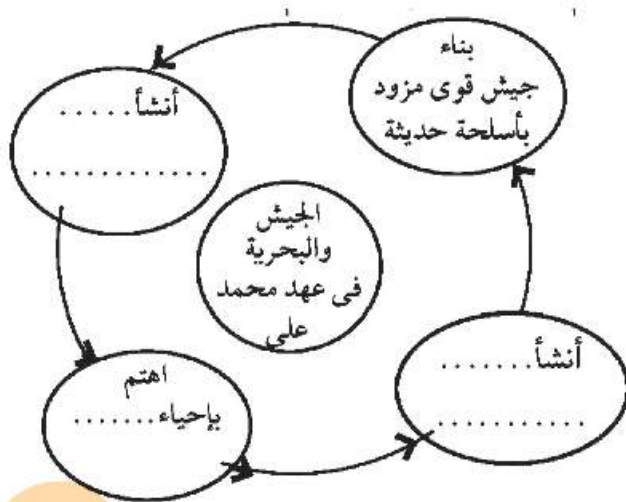 بناء
جيش قوى مزود
بأسلحة حديثة
أنشأ.....
.............
الجيش
والبحرية
فى عهد محمد
على
اهتم
بإحياء.......
أنشأ.......
...........